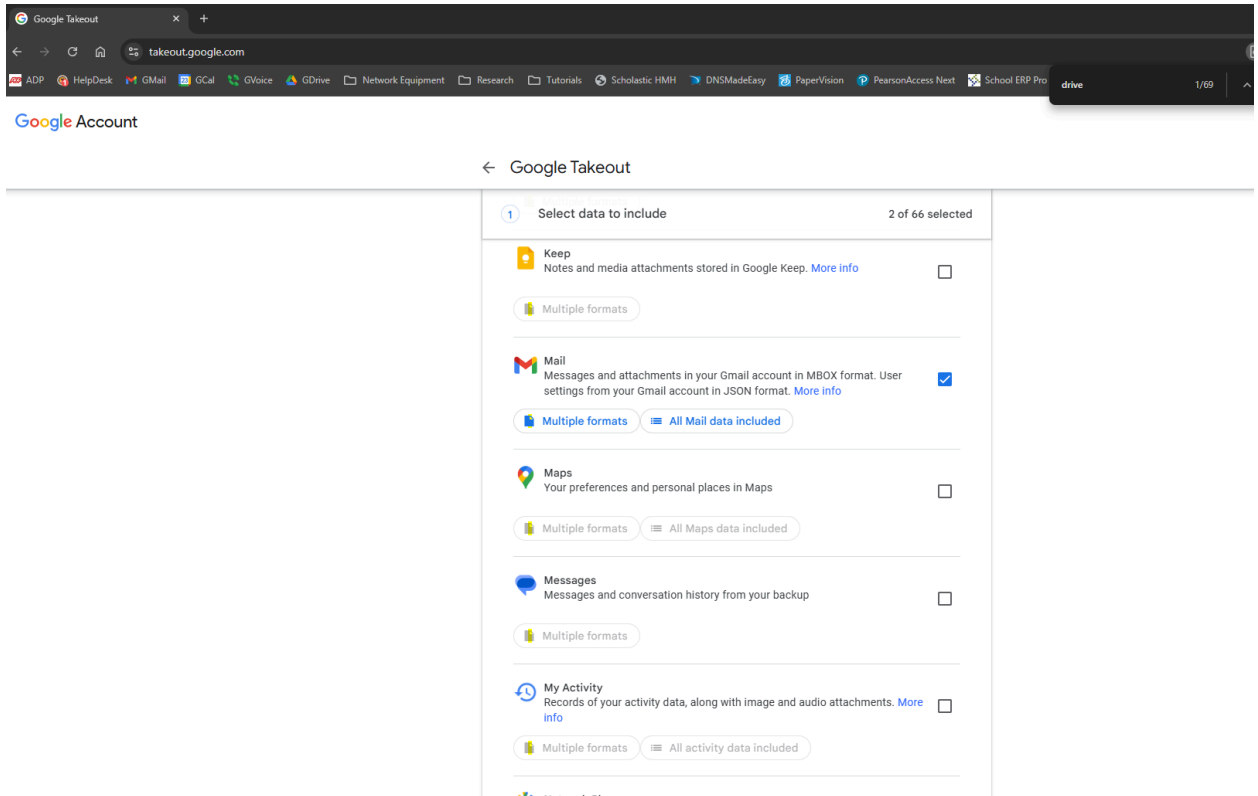 Google Takeout
takeout.google.com
ADP HelpDesk GMail GCal GVoice GDrive Network Equipment Research Tutorials Scholastic HMH DNSMadeEasy PaperVision PearsonAccess Next School ERP Pro
drive 1/69
Google Account
Google Takeout
1 Select data to include 2 of 66 selected
Keep
Notes and media attachments stored in Google Keep. More info
Multiple formats
Mail
Messages and attachments in your Gmail account in MBOX format. User
settings from your Gmail account in JSON format. More info
Multiple formats All Mail data included
Maps
Your preferences and personal places in Maps
Multiple formats All Maps data included
Messages
Messages and conversation history from your backup
Multiple formats
My Activity
Records of your activity data, along with image and audio attachments. More
info
Multiple formats All activity data included